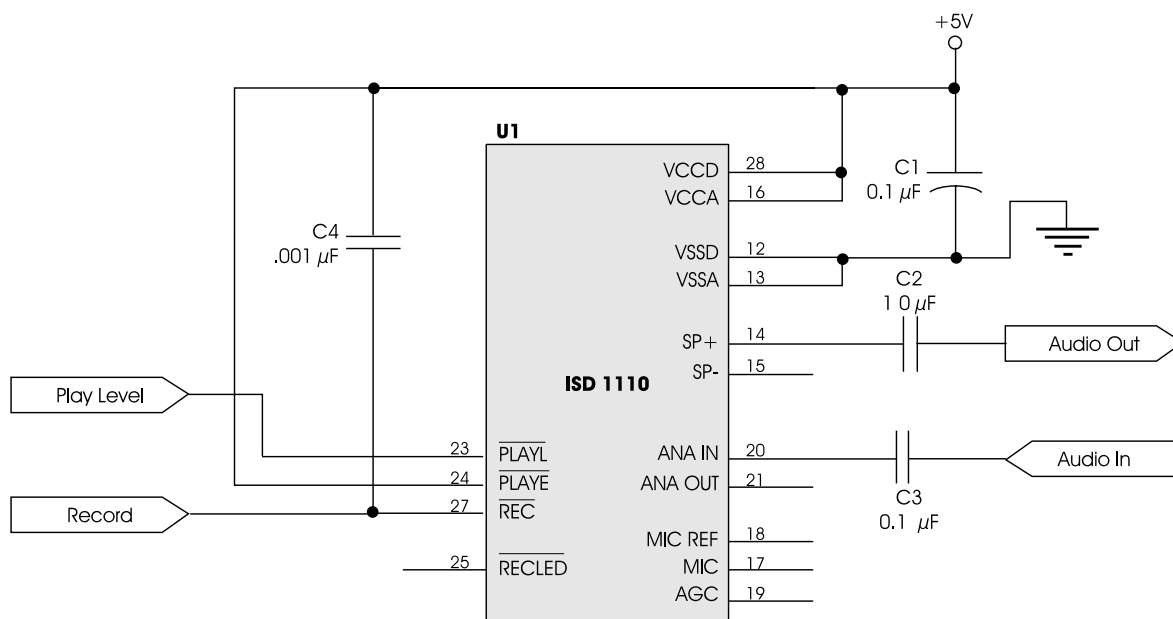 +5V
U1
VCCD 28
VCCA 16
C1
0.1 µF
C4
.001 µF
VSSD 12
VSSA 13
C2
10 µF
SP+ 14
Audio Out
SP- 15
ISD 1110
Play Level
23 PLAYL
ANA IN 20
Audio In
24 PLAYE
ANA OUT 21
C3
0.1 µF
Record
27 REC
MIC REF 18
25 RECLED
MIC 17
AGC 19